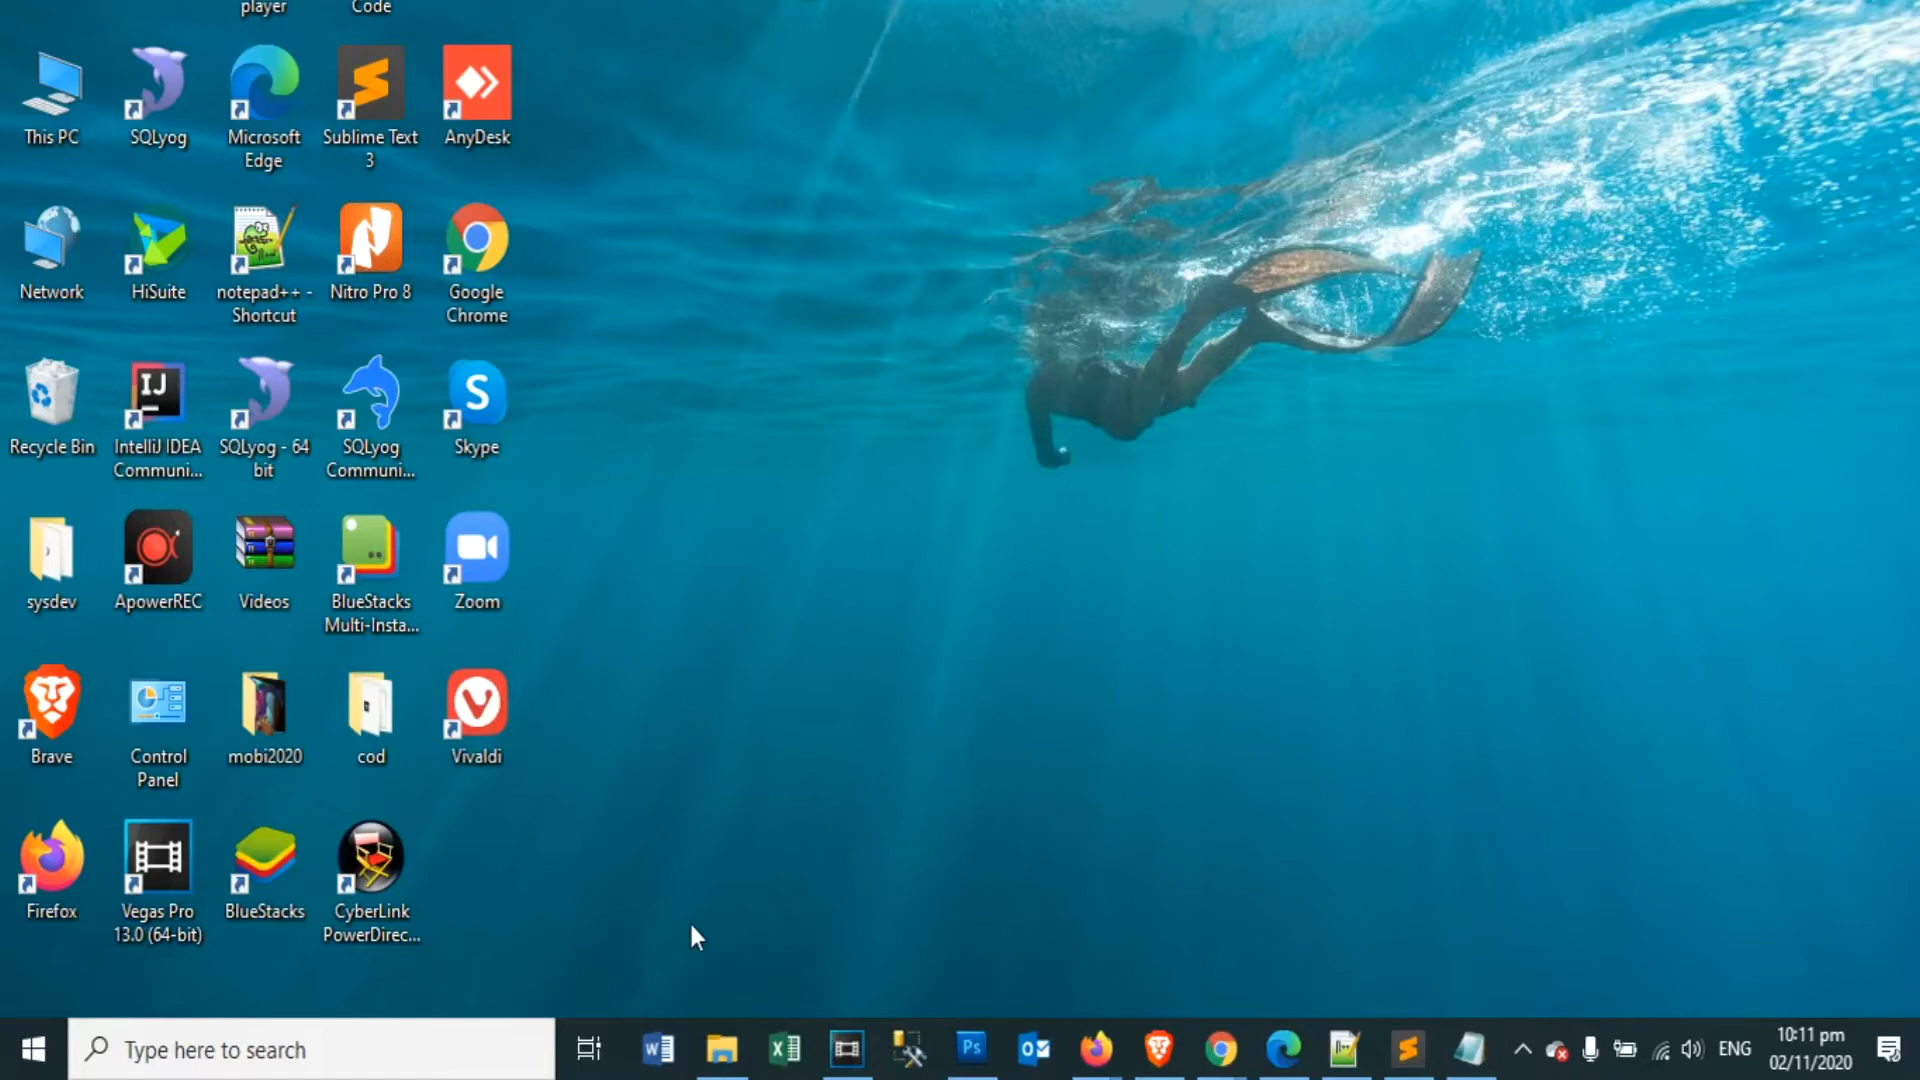 player
Code
This PC
SQLyog
Microsoft
Edge
Sublime Text
3
AnyDesk
Network
HiSuite
notepad++ -
Shortcut
Nitro Pro 8
Google
Chrome
Recycle Bin
IJ
IntelliJ IDEA
Communi...
SQLyog - 64
bit
SQLyog
Communi...
S
Skype
sysdev
ApowerREC
Videos
BlueStacks
Multi-Insta...
Zoom
Brave
Control
Panel
mobi2020
cod
Vivaldi
Firefox
Vegas Pro
13.0 (64-bit)
BlueStacks
CyberLink
PowerDirec...
Type here to search
Ps
ENG
10:11 pm
02/11/2020